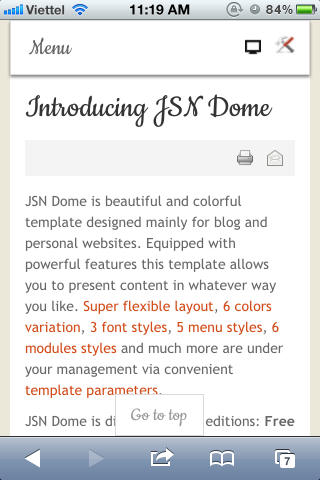 Viettel 11:19 AM 84%
Menu
Introducing JSN Dome
JSN Dome is beautiful and colorful
template designed mainly for blog and
personal websites. Equipped with
powerful features this template allows
you to present content in whatever way
you like. Super flexible layout, 6 colors
variation, 3 font styles, 5 menu styles, 6
modules styles and much more are under
your management via convenient
template parameters.
JSN Dome is di editions: Free
Go to top
7